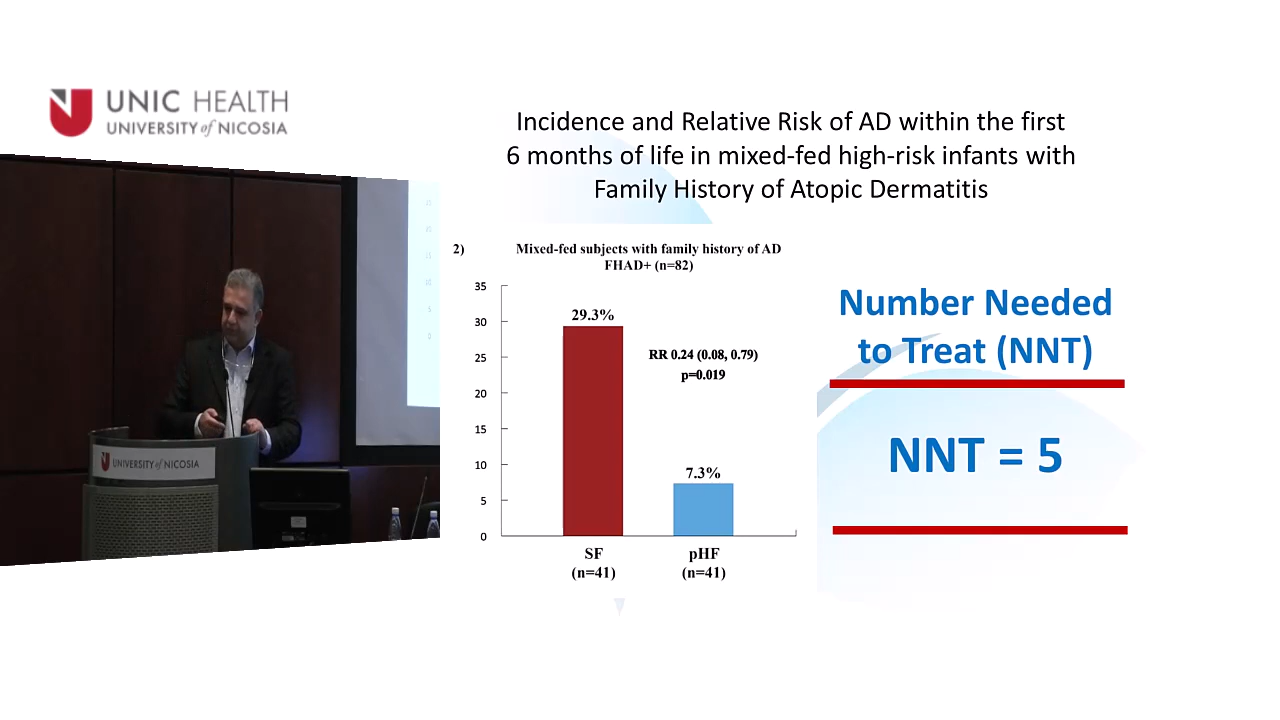 UNIC HEALTH
UNIVERSITY of NICOSIA
Incidence and Relative Risk of AD within the first
6 months of life in mixed-fed high-risk infants with
Family History of Atopic Dermatitis
2) Mixed-fed subjects with family history of AD
FHAD+ (n=82)
35
30
25
20
15
10
5
0
29.3%
RR 0.24 (0.08, 0.79)
p=0.019
7.3%
SF
(n=41)
pHF
(n=41)
Number Needed
to Treat (NNT)
NNT = 5
UNIVERSITY of NICOSIA